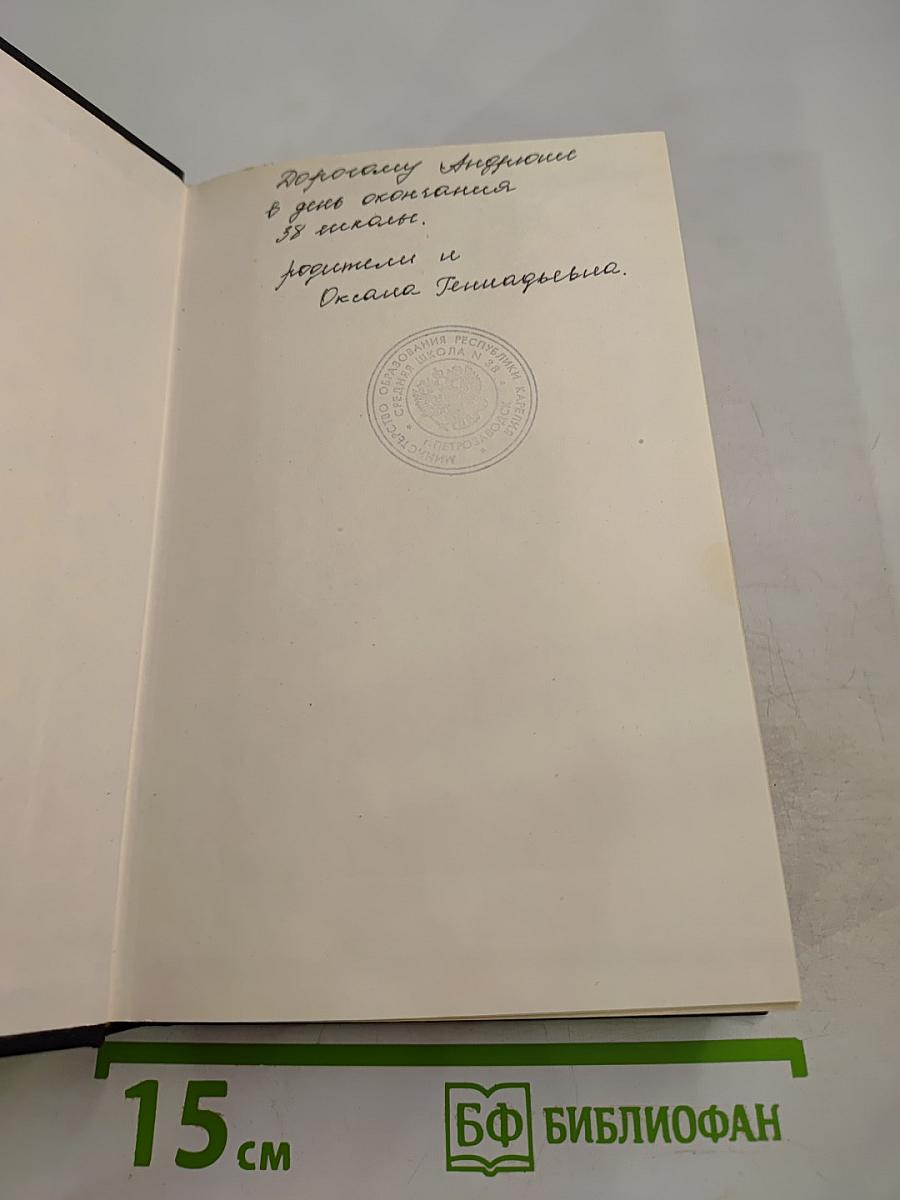 Дорогому Андрюше
в день окончания
38 школы.
родители и
Оксана Геннадьевна.
МИНИСТЕРСТВО ОБРАЗОВАНИЯ РЕСПУБЛИКИ КАРЕЛИЯ
* СРЕДНЯЯ ШКОЛА N 38 *
г. ПЕТРОЗАВОДСК
15 см
БФ БИБЛИОФАН